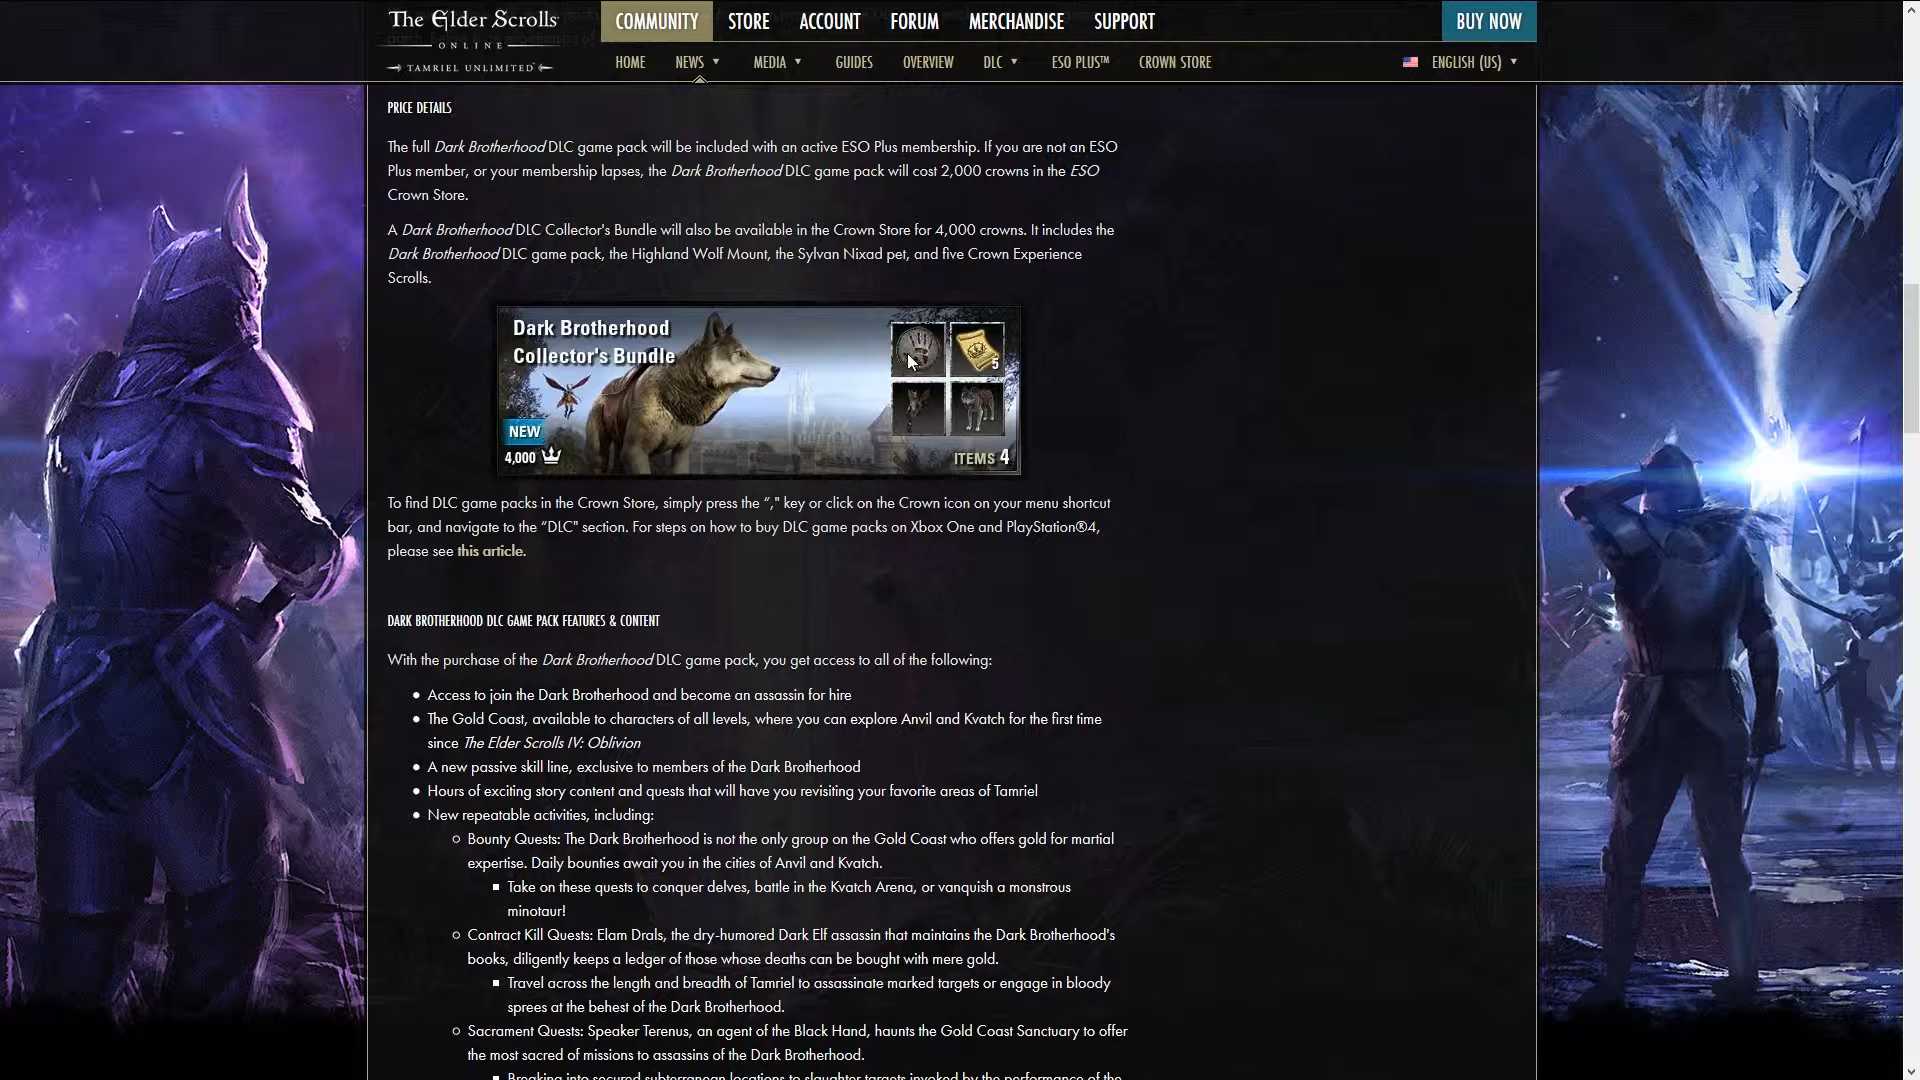 The Elder Scrolls
ONLINE
TAMRIEL UNLIMITED
COMMUNITY STORE ACCOUNT FORUM MERCHANDISE SUPPORT BUY NOW
HOME NEWS MEDIA GUIDES OVERVIEW DLC ESO PLUS™ CROWN STORE ENGLISH (US)
PRICE DETAILS
The full Dark Brotherhood DLC game pack will be included with an active ESO Plus membership. If you are not an ESO
Plus member, or your membership lapses, the Dark Brotherhood DLC game pack will cost 2,000 crowns in the ESO
Crown Store.
A Dark Brotherhood DLC Collector's Bundle will also be available in the Crown Store for 4,000 crowns. It includes the
Dark Brotherhood DLC game pack, the Highland Wolf Mount, the Sylvan Nixad pet, and five Crown Experience
Scrolls.
Dark Brotherhood
Collector's Bundle
5
NEW
4,000
ITEMS 4
To find DLC game packs in the Crown Store, simply press the “," key or click on the Crown icon on your menu shortcut
bar, and navigate to the “DLC" section. For steps on how to buy DLC game packs on Xbox One and PlayStation®4,
please see this article.
DARK BROTHERHOOD DLC GAME PACK FEATURES & CONTENT
With the purchase of the Dark Brotherhood DLC game pack, you get access to all of the following:
Access to join the Dark Brotherhood and become an assassin for hire
The Gold Coast, available to characters of all levels, where you can explore Anvil and Kvatch for the first time
since The Elder Scrolls IV: Oblivion
A new passive skill line, exclusive to members of the Dark Brotherhood
Hours of exciting story content and quests that will have you revisiting your favorite areas of Tamriel
New repeatable activities, including:
Bounty Quests: The Dark Brotherhood is not the only group on the Gold Coast who offers gold for martial
expertise. Daily bounties await you in the cities of Anvil and Kvatch.
Take on these quests to conquer delves, battle in the Kvatch Arena, or vanquish a monstrous
minotaur!
Contract Kill Quests: Elam Drals, the dry-humored Dark Elf assassin that maintains the Dark Brotherhood's
books, diligently keeps a ledger of those whose deaths can be bought with mere gold.
Travel across the length and breadth of Tamriel to assassinate marked targets or engage in bloody
sprees at the behest of the Dark Brotherhood.
Sacrament Quests: Speaker Terenus, an agent of the Black Hand, haunts the Gold Coast Sanctuary to offer
the most sacred of missions to assassins of the Dark Brotherhood.
Breaking into secured subterranean locations to slaughter targets invoked by the performance of the